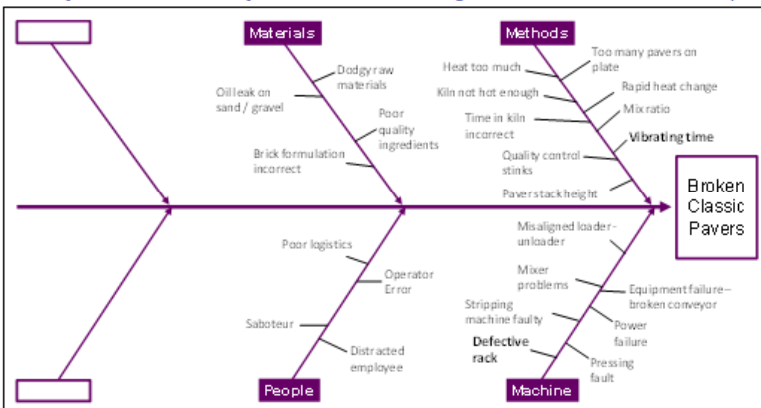 Materials
Methods
Dodgy raw
materials
Oil leak on
sand / gravel
Poor
quality
ingredients
Brick formulation
incorrect
Too many pavers on
plate
Heat too much
Rapid heat change
Kiln not hot enough
Mix ratio
Time in kiln
incorrect
Vibrating time
Quality control
stinks
Paver stack height
Broken
Classic
Pavers
Poor logistics
Operator
Error
Saboteur
Distracted
employee
Misaligned loader-
unloader
Mixer
problems
Equipment failure–
broken conveyor
Stripping
machine faulty
Power
failure
Defective
rack
Pressing
fault
People
Machine